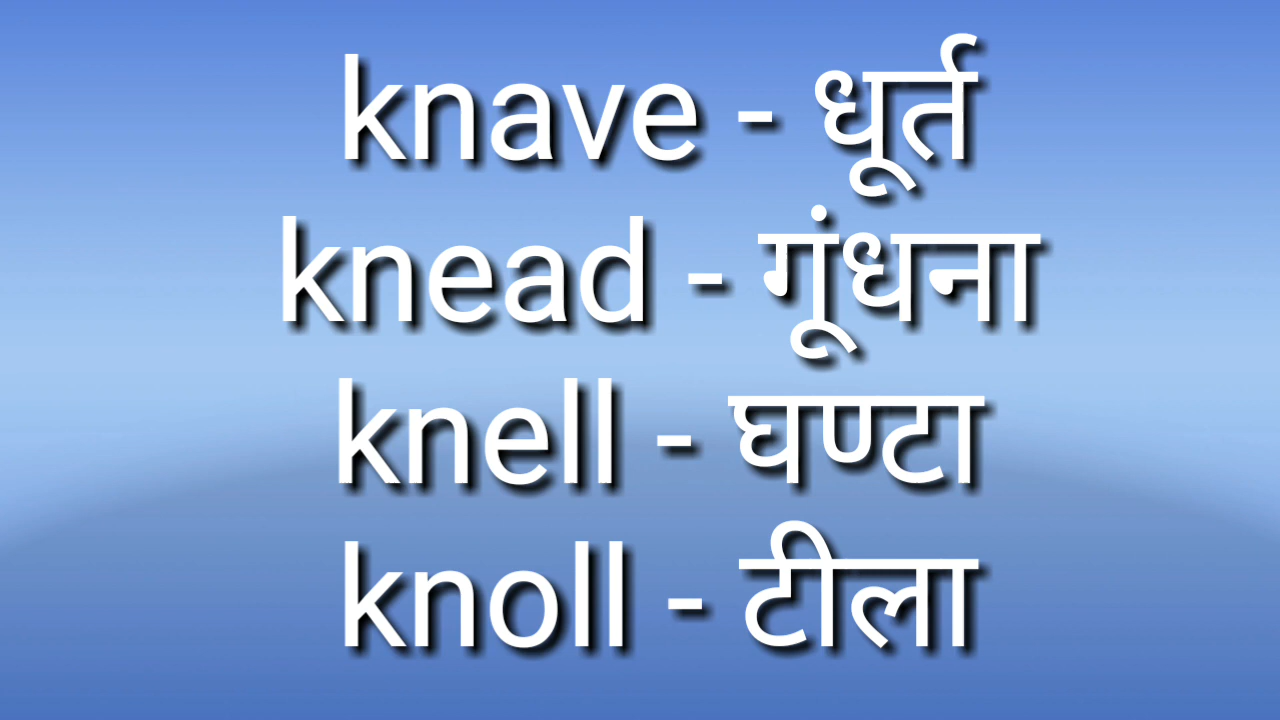 knave - धूर्त
knead - गूंधना
knell - घण्टा
knoll - टीला